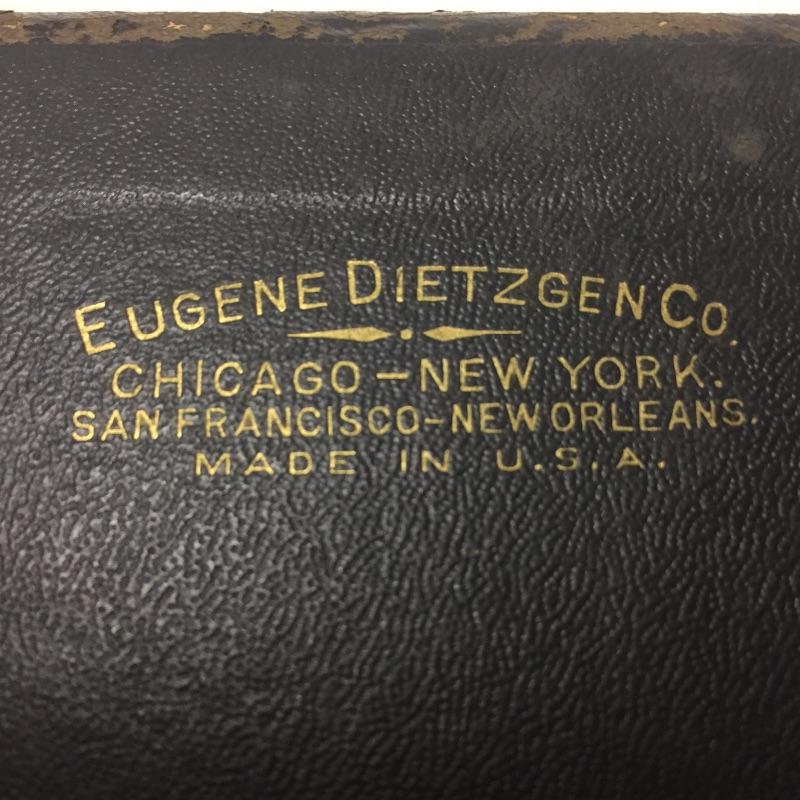 EUGENE DIETZGEN CO.
CHICAGO – NEW YORK.
SAN FRANCISCO–NEW ORLEANS.
MADE IN U.S.A.